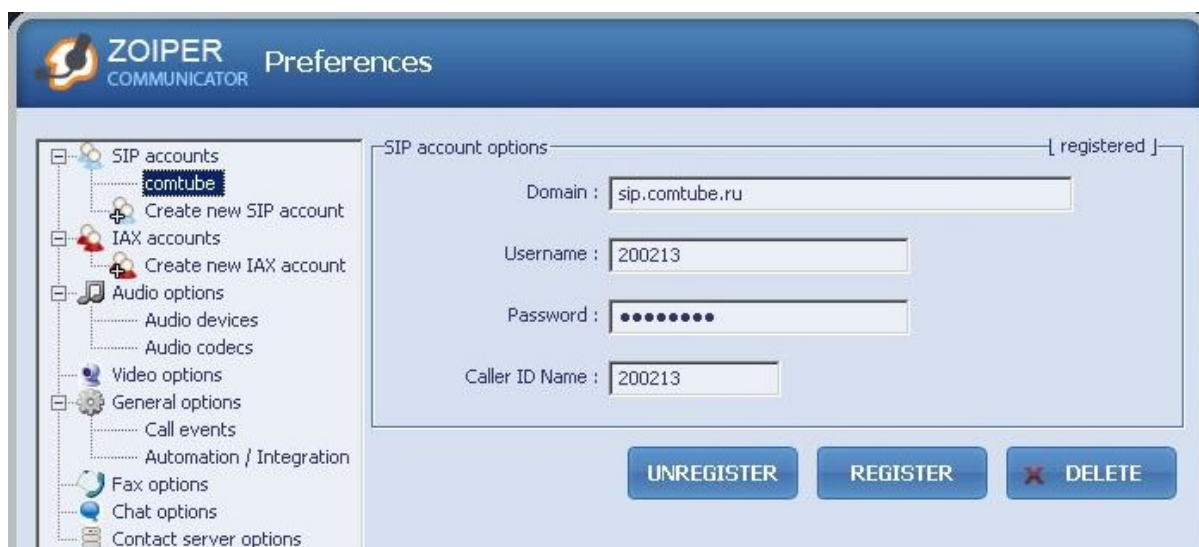 ZOIPER
COMMUNICATOR
Preferences
SIP accounts
comtube
Create new SIP account
IAX accounts
Create new IAX account
Audio options
Audio devices
Audio codecs
Video options
General options
Call events
Automation / Integration
Fax options
Chat options
Contact server options
SIP account options
[ registered ]
Domain : sip.comtube.ru
Username : 200213
Password : ●●●●●●●●
Caller ID Name : 200213
UNREGISTER REGISTER DELETE